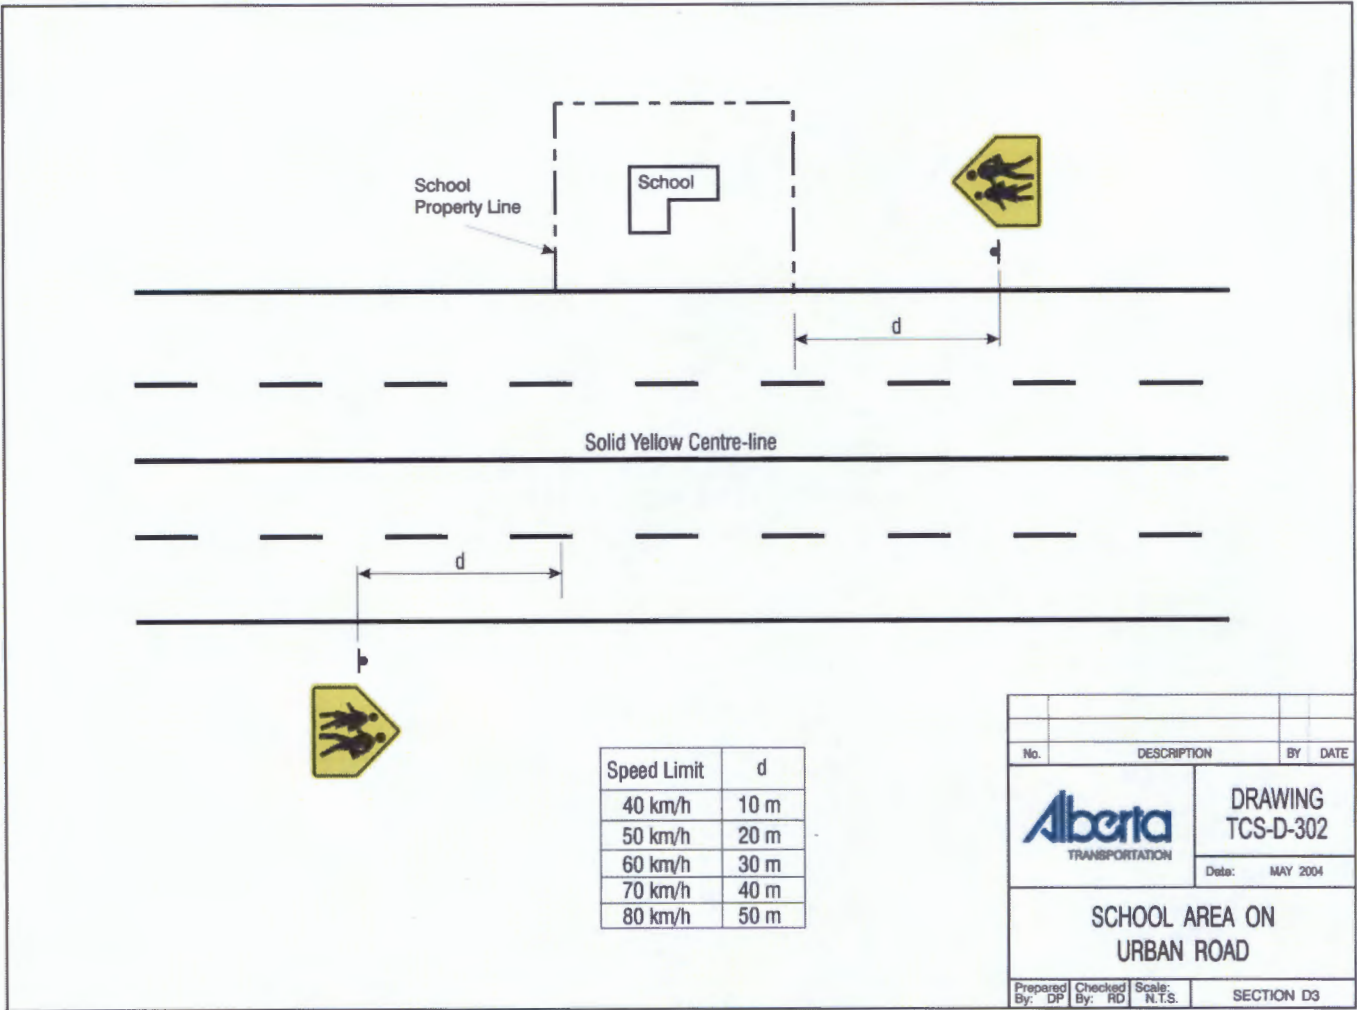 School
Property Line
School
d
Solid Yellow Centre-line
d
Speed Limit d
40 km/h 10 m
50 km/h 20 m
60 km/h 30 m
70 km/h 40 m
80 km/h 50 m
No. DESCRIPTION BY DATE
Alberta
TRANSPORTATION
DRAWING
TCS-D-302
Date: MAY 2004
SCHOOL AREA ON
URBAN ROAD
Prepared
By: DP
Checked
By: RD
Scale:
N.T.S.
SECTION D3